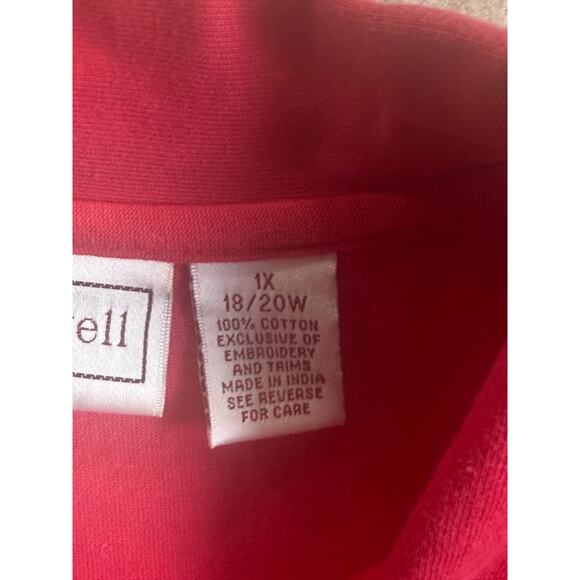 ell
1X
18/20W
100% COTTON
EXCLUSIVE OF
EMBROIDERY
AND TRIMS
MADE IN INDIA
SEE REVERSE
FOR CARE